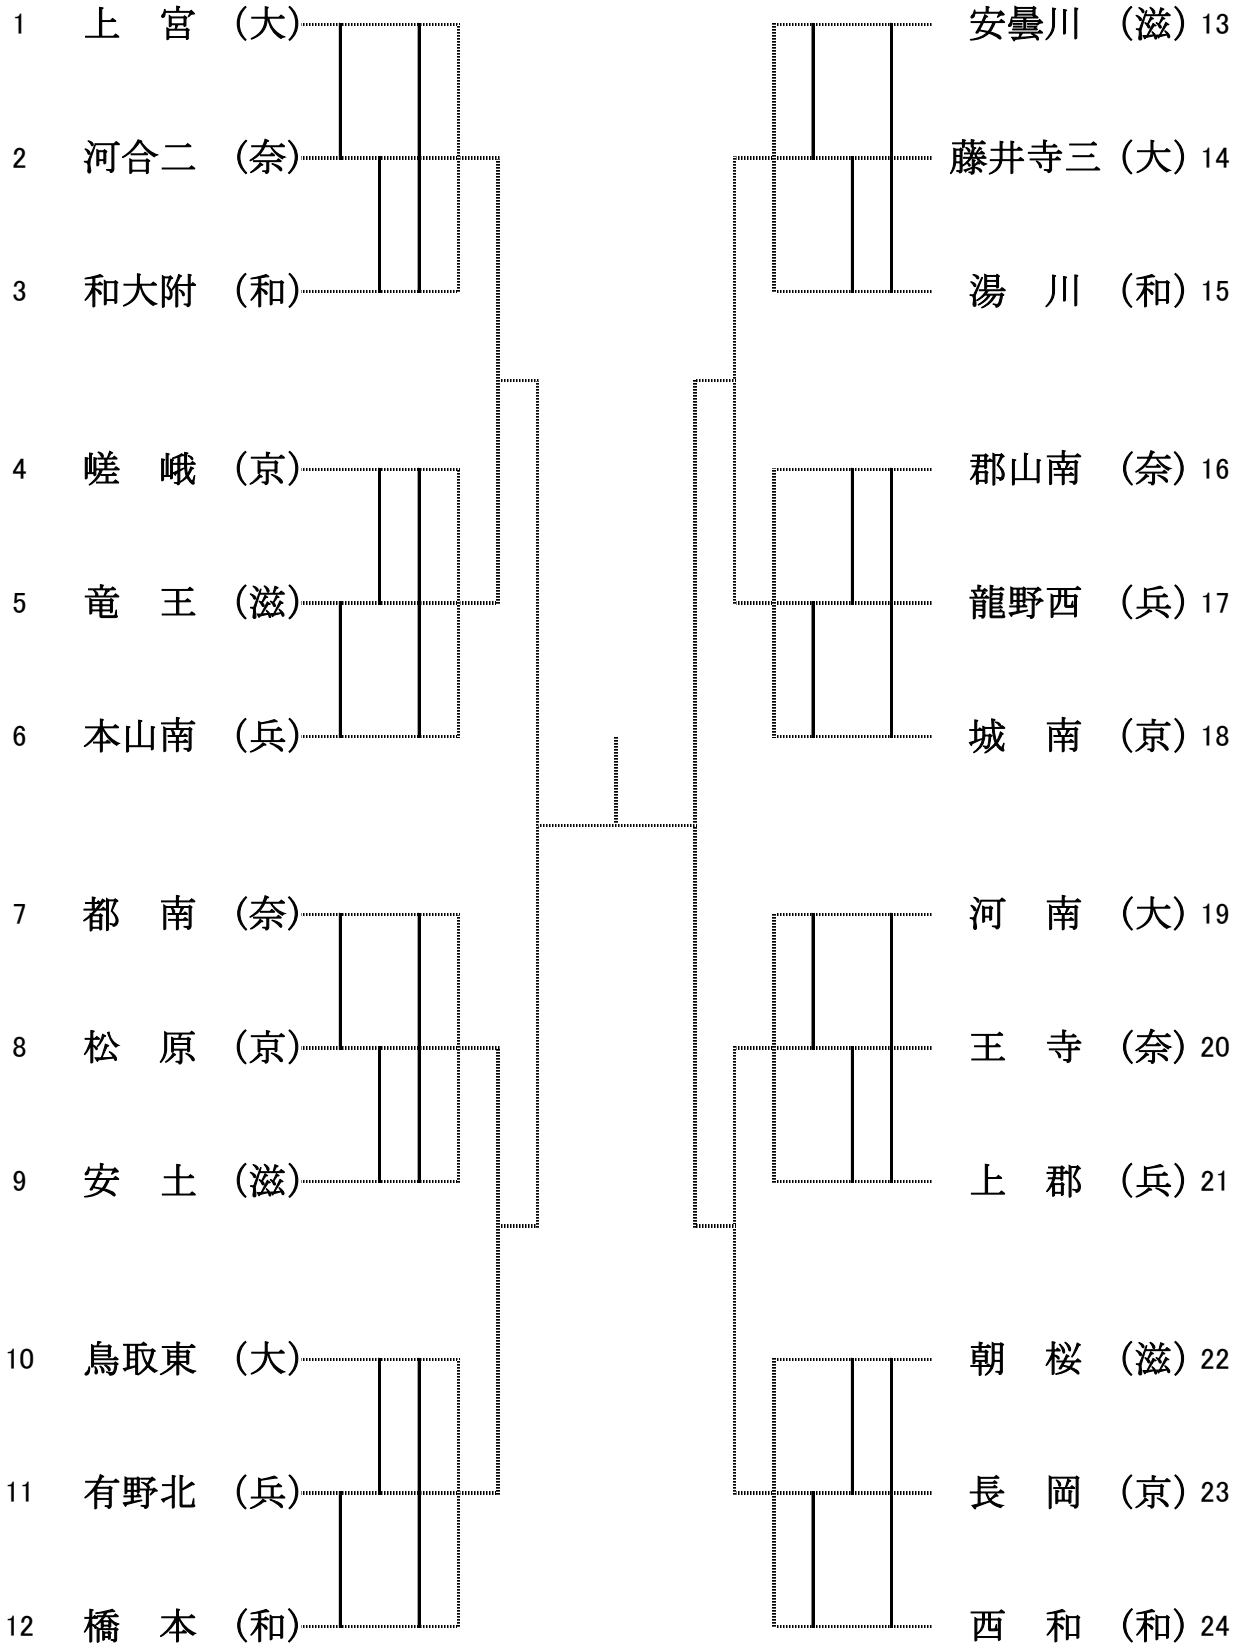 1 上　宮 (大)
2 河合二 (奈)
3 和大附 (和)
4 嵯　峨 (京)
5 竜　王 (滋)
6 本山南 (兵)
7 都　南 (奈)
8 松　原 (京)
9 安　土 (滋)
10 鳥取東 (大)
11 有野北 (兵)
12 橋　本 (和)
安曇川 (滋) 13
藤井寺三 (大) 14
湯　川 (和) 15
郡山南 (奈) 16
龍野西 (兵) 17
城　南 (京) 18
河　南 (大) 19
王　寺 (奈) 20
上　郡 (兵) 21
朝　桜 (滋) 22
長　岡 (京) 23
西　和 (和) 24